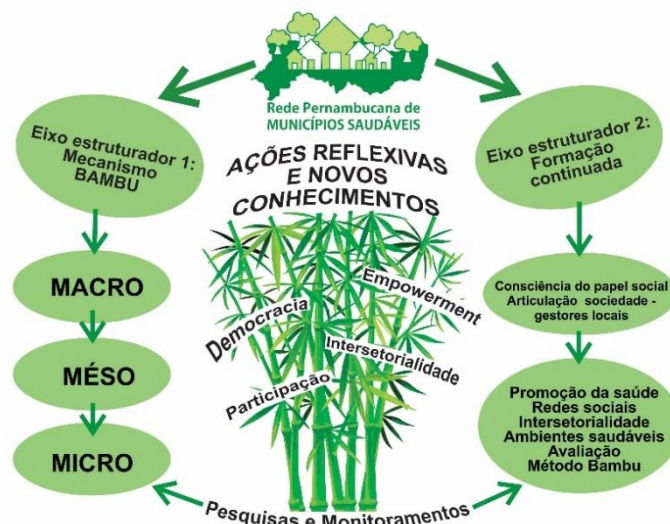 Rede Pernambucana de
MUNICÍPIOS SAUDÁVEIS
Eixo estruturador 1:
Mecanismo
BAMBU
MACRO
MÉSO
MICRO
AÇÕES REFLEXIVAS
E NOVOS
CONHECIMENTOS
Empowerment
Democracia
Intersetorialidade
Participação
Eixo estruturador 2:
Formação
continuada
Consciência do papel social
Articulação sociedade -
gestores locais
Promoção da saúde
Redes sociais
Intersetorialidade
Ambientes saudáveis
Avaliação
Método Bambu
Pesquisas e Monitoramentos